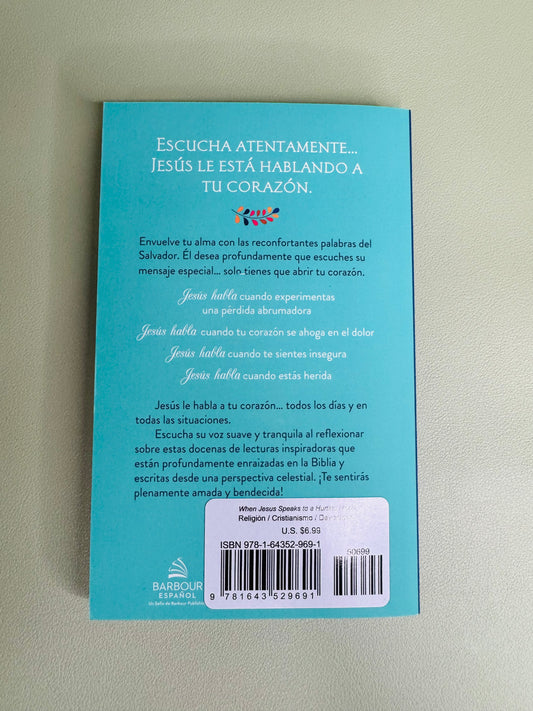 ESCUCHA ATENTAMENTE...
JESÚS LE ESTÁ HABLANDO A
TU CORAZÓN.
Envuelve tu alma con las reconfortantes palabras del
Salvador. Él desea profundamente que escuches su
mensaje especial... solo tienes que abrir tu corazón.
Jesús habla cuando experimentas
una pérdida abrumadora
Jesús habla cuando tu corazón se ahoga en el dolor
Jesús habla cuando te sientes insegura
Jesús habla cuando estás herida
Jesús le habla a tu corazón... todos los días y en
todas las situaciones.
Escucha su voz suave y tranquila al reflexionar
sobre estas docenas de lecturas inspiradoras que
están profundamente enraizadas en la Biblia y
escritas desde una perspectiva celestial. ¡Te sentirás
plenamente amada y bendecida!
When Jesus Speaks to a
Religión / Cristianismo /
U.S. $6.99
ISBN 978-1-64352-969-1
50699
9 781643 529691
BARBOUR
ESPAÑOL
Un Sello de Barbour